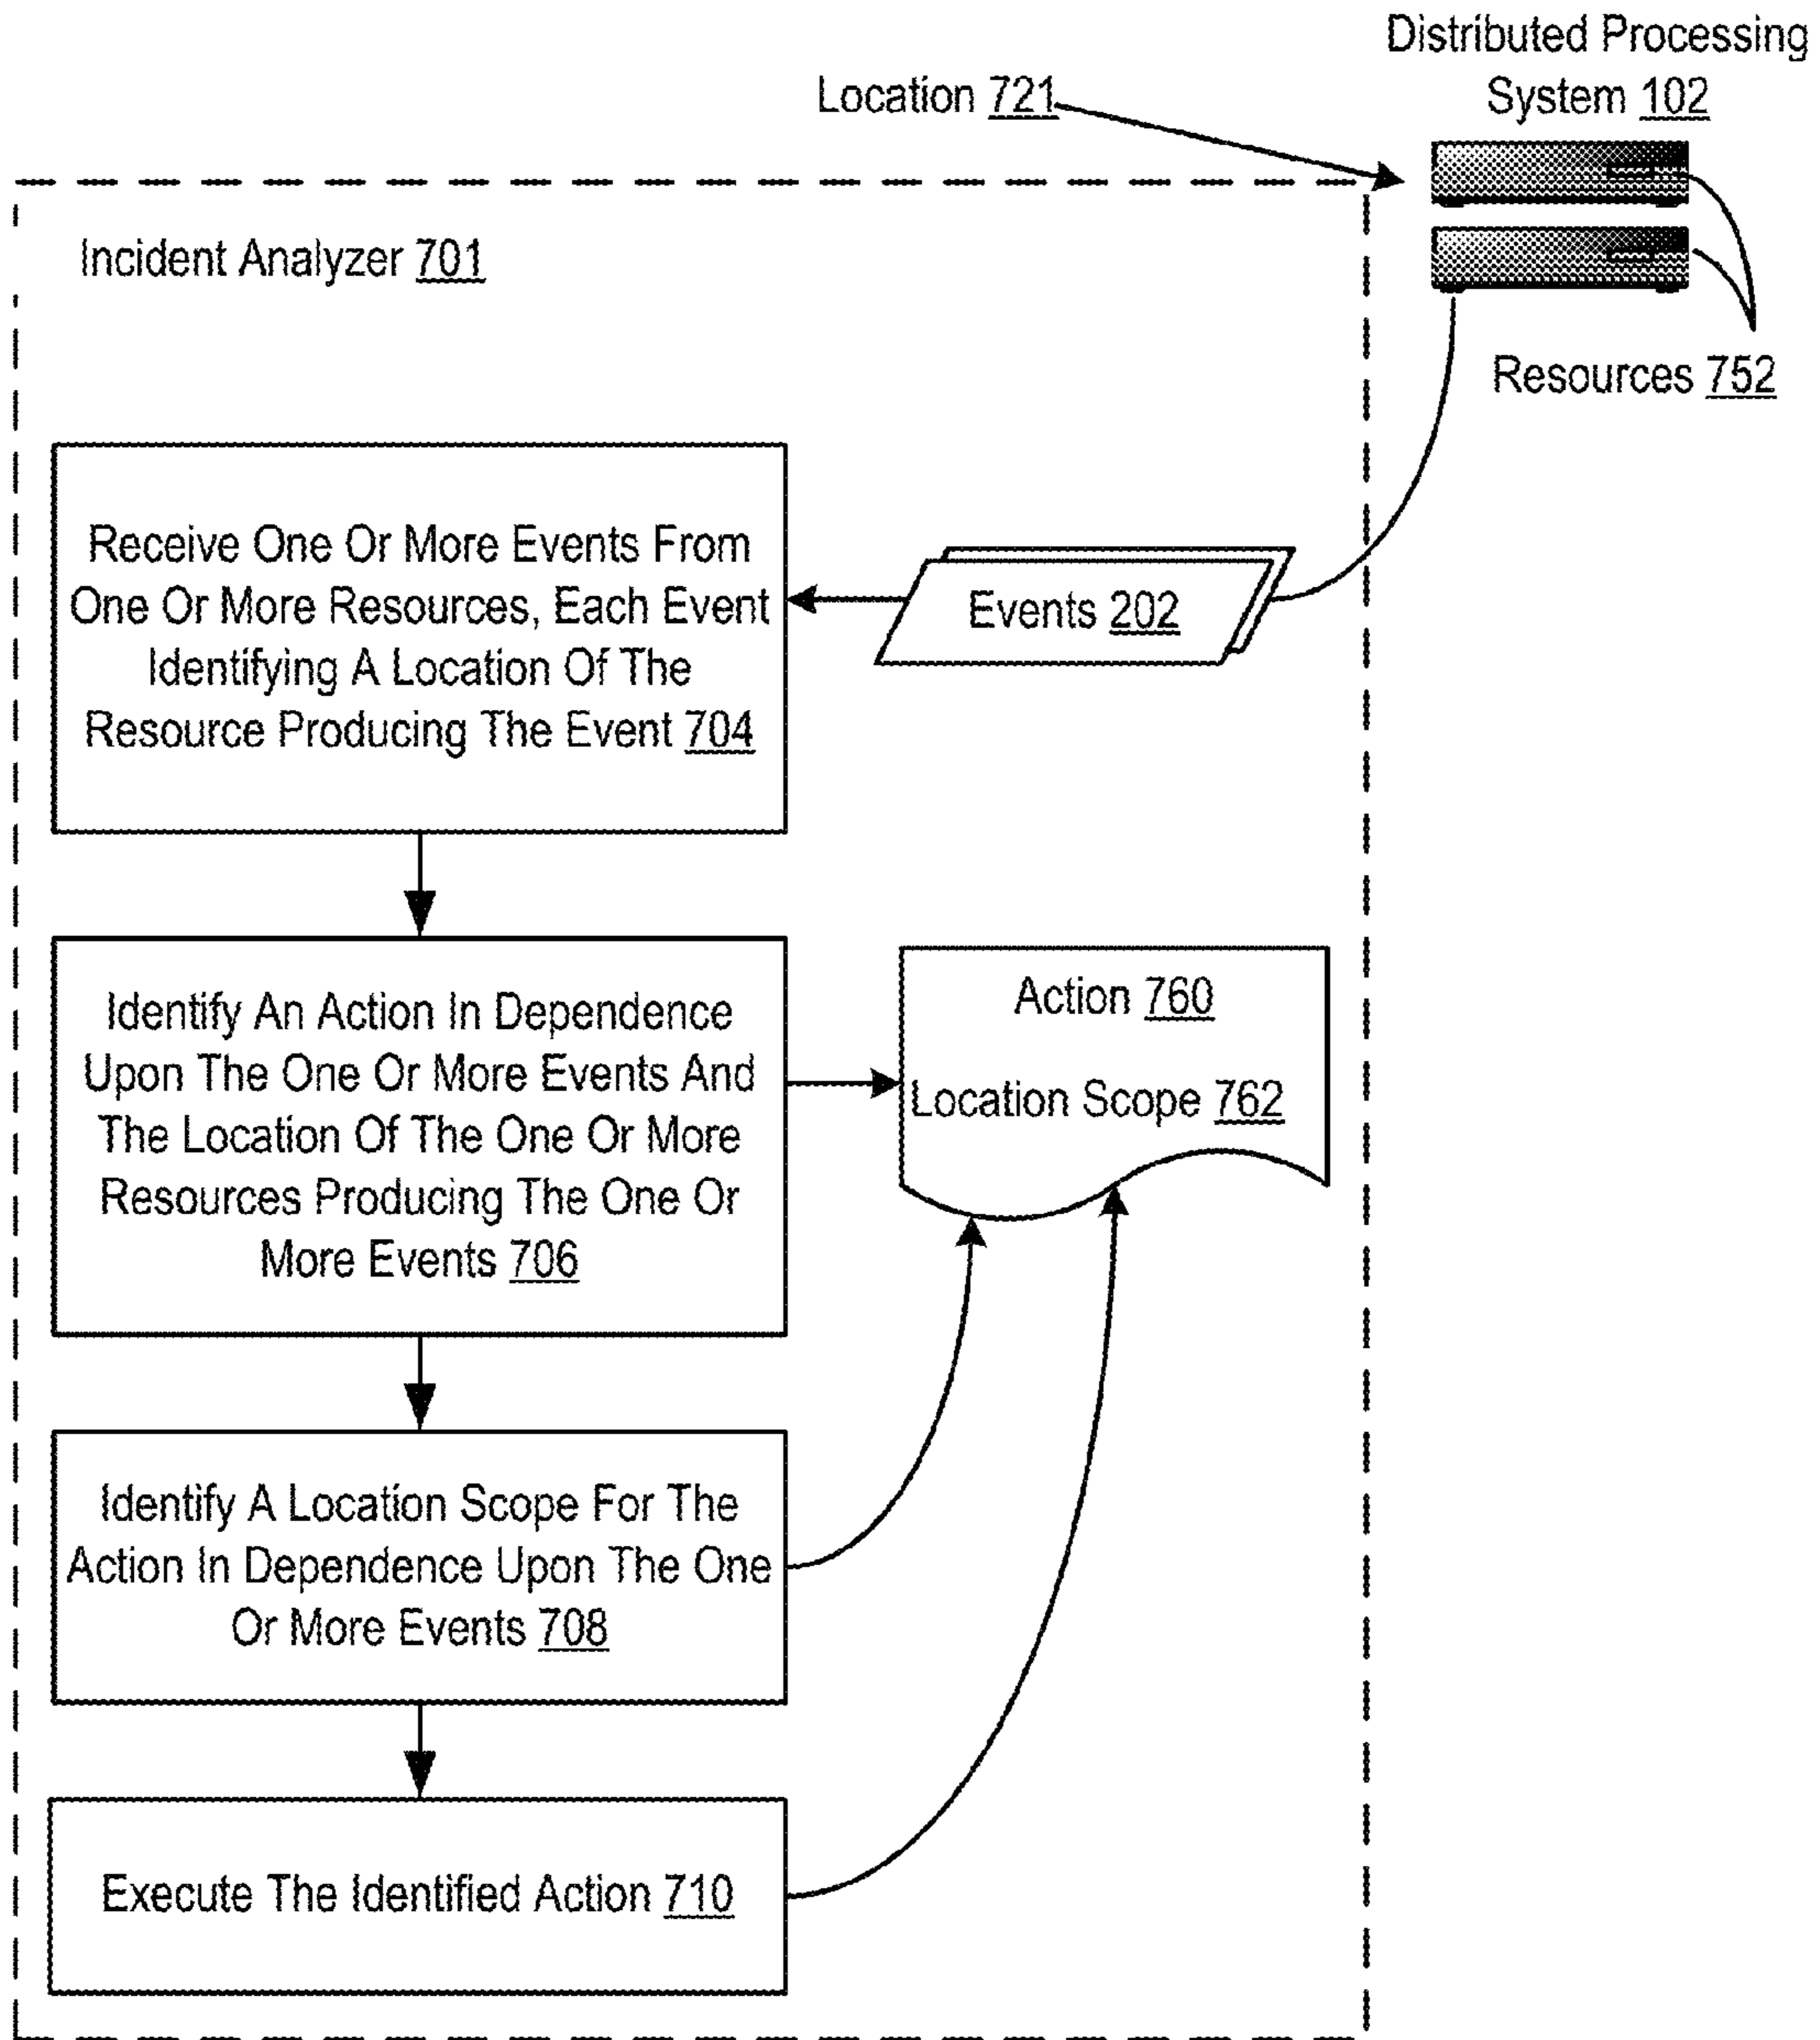 Distributed Processing
System 102
Location 721
Incident Analyzer 701
Resources 752
Receive One Or More Events From
One Or More Resources, Each Event
Identifying A Location Of The
Resource Producing The Event 704
Events 202
Identify An Action In Dependence
Upon The One Or More Events And
The Location Of The One Or More
Resources Producing The One Or
More Events 706
Action 760
Location Scope 762
Identify A Location Scope For The
Action In Dependence Upon The One
Or More Events 708
Execute The Identified Action 710